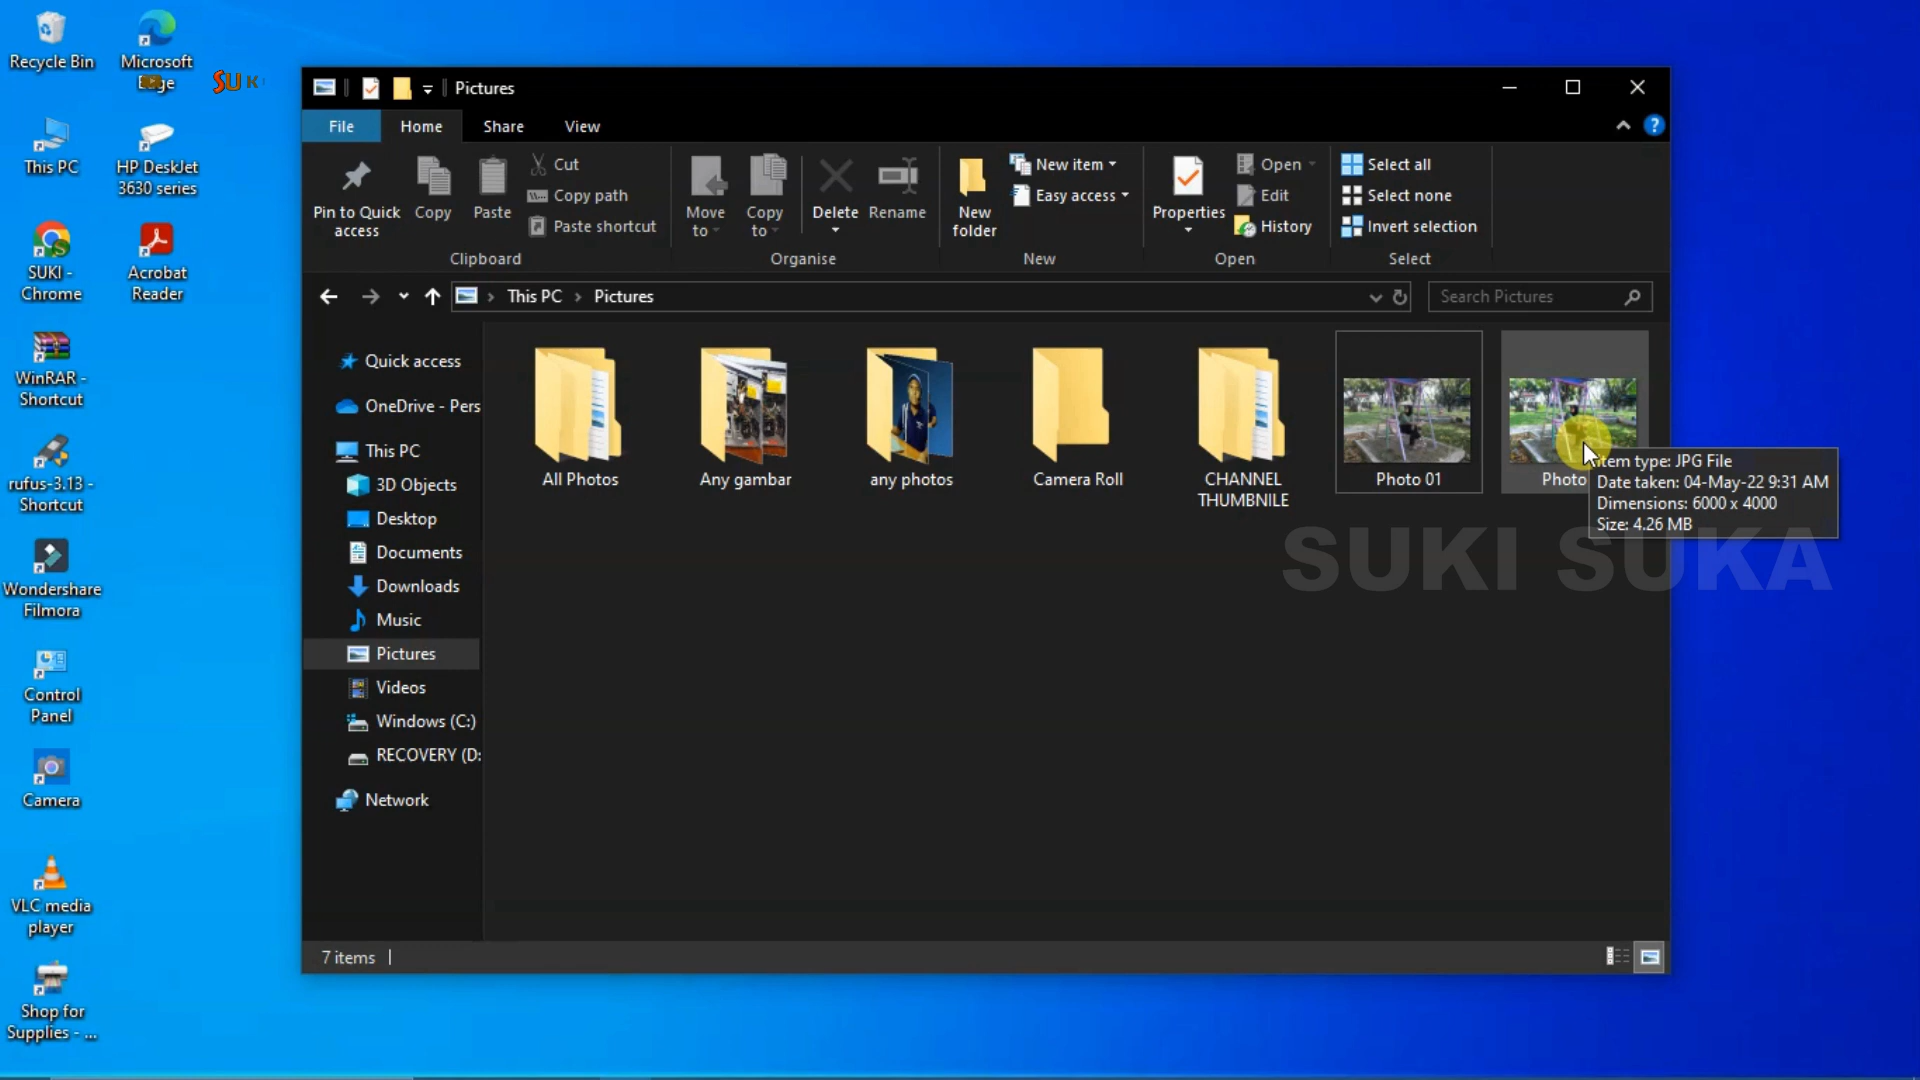 Recycle Bin
Microsoft
Edge
SUK
This PC
HP DeskJet
3630 series
SUKI -
Chrome
Acrobat
Reader
WinRAR -
Shortcut
rufus-3.13 -
Shortcut
Wondershare
Filmora
Control
Panel
Camera
VLC media
player
Shop for
Supplies - ...
Pictures
File Home Share View
Pin to Quick
access
Copy
Paste
Cut
Copy path
Paste shortcut
Clipboard
Move
to
Copy
to
Delete
Rename
Organise
New
folder
New item
Easy access
New
Properties
Open
Edit
History
Open
Select all
Select none
Invert selection
Select
This PC > Pictures
Search Pictures
Quick access
OneDrive - Pers
This PC
3D Objects
Desktop
Documents
Downloads
Music
Pictures
Videos
Windows (C:)
RECOVERY (D:
Network
All Photos
Any gambar
any photos
Camera Roll
CHANNEL
THUMBNILE
Photo 01
Photo
Item type: JPG File
Date taken: 04-May-22 9:31 AM
Dimensions: 6000 x 4000
Size: 4.26 MB
SUKI SUKA
7 items